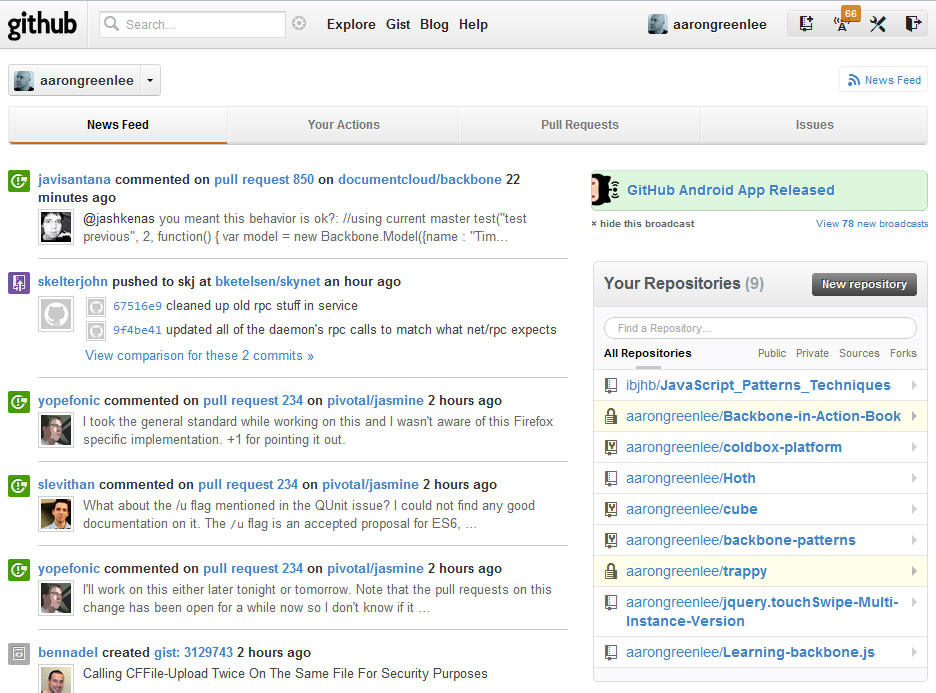 github
Search...
Explore Gist Blog Help
aarongreenlee
66
aarongreenlee
News Feed
News Feed
Your Actions
Pull Requests
Issues
javisantana commented on pull request 850 on documentcloud/backbone 22
minutes ago
@jashkenas you meant this behavior is ok?: //using current master test("test
previous", 2, function() { var model = new Backbone.Model({name : "Tim...
skelterjohn pushed to skj at bketelsen/skynet an hour ago
67516e9 cleaned up old rpc stuff in service
9f4be41 updated all of the daemon's rpc calls to match what net/rpc expects
View comparison for these 2 commits »
yopefonic commented on pull request 234 on pivotal/jasmine 2 hours ago
I took the general standard while working on this and I wasn't aware of this Firefox
specific implementation. +1 for pointing it out.
slevithan commented on pull request 234 on pivotal/jasmine 2 hours ago
What about the /u flag mentioned in the QUnit issue? I could not find any good
documentation on it. The /u flag is an accepted proposal for ES6, ...
yopefonic commented on pull request 234 on pivotal/jasmine 2 hours ago
I'll work on this either later tonight or tomorrow. Note that the pull requests on this
change has been open for a while now so I don't know if it ...
bennadel created gist: 3129743 2 hours ago
Calling CFFile-Upload Twice On The Same File For Security Purposes
GitHub Android App Released
× hide this broadcast
View 78 new broadcasts
Your Repositories (9)
New repository
Find a Repository...
All Repositories
Public Private Sources Forks
ibjhb/JavaScript_Patterns_Techniques
aarongreenlee/Backbone-in-Action-Book
aarongreenlee/coldbox-platform
aarongreenlee/Hoth
aarongreenlee/cube
aarongreenlee/backbone-patterns
aarongreenlee/trappy
aarongreenlee/jquery.touchSwipe-Multi-
Instance-Version
aarongreenlee/Learning-backbone.js